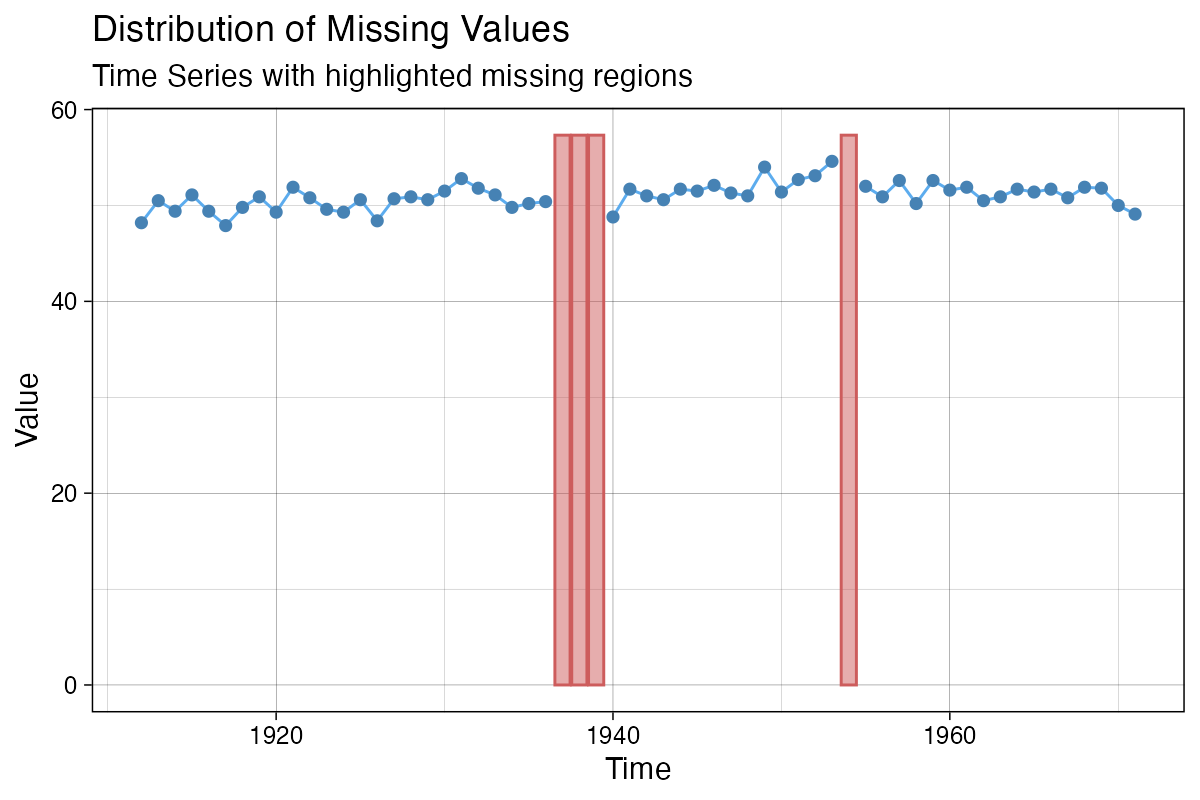 Distribution of Missing Values
Time Series with highlighted missing regions
60
40
20
0
Value
1920
1940
1960
Time